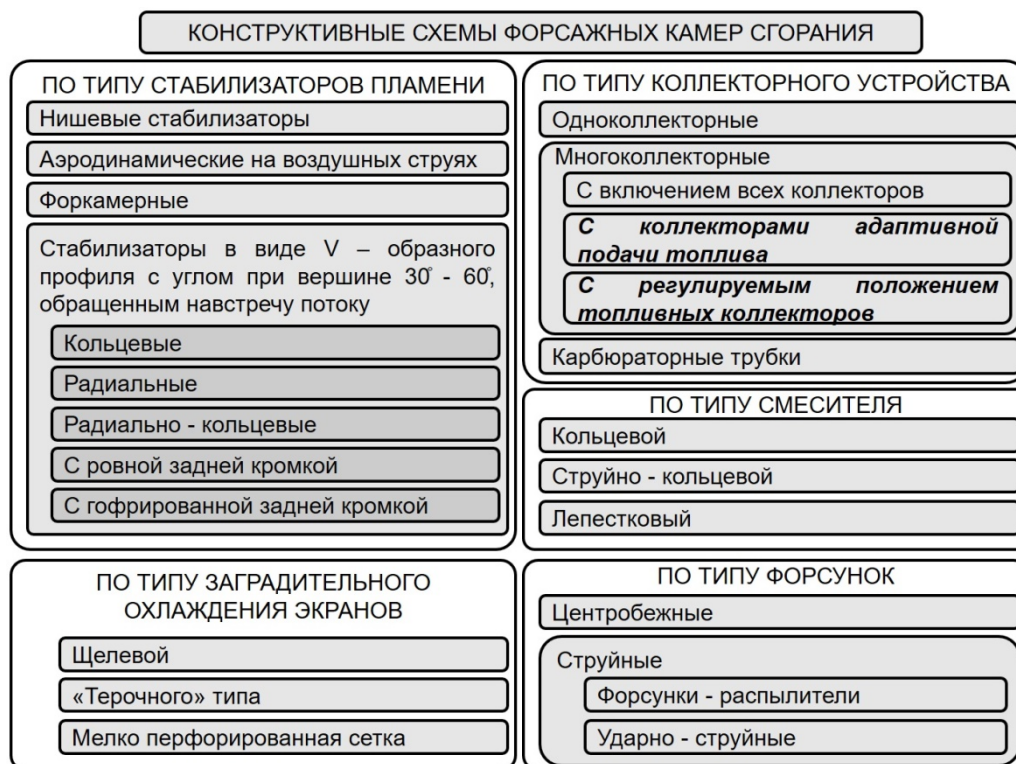 КОНСТРУКТИВНЫЕ СХЕМЫ ФОРСАЖНЫХ КАМЕР СГОРАНИЯ
ПО ТИПУ СТАБИЛИЗАТОРОВ ПЛАМЕНИ
Нишевые стабилизаторы
Аэродинамические на воздушных струях
Форкамерные
Стабилизаторы в виде V – образного
профиля с углом при вершине 30° - 60°,
обращенным навстречу потоку
Кольцевые
Радиальные
Радиально - кольцевые
С ровной задней кромкой
С гофрированной задней кромкой
ПО ТИПУ КОЛЛЕКТОРНОГО УСТРОЙСТВА
Одноколлекторные
Многоколлекторные
С включением всех коллекторов
С коллекторами адаптивной
подачи топлива
С регулируемым положением
топливных коллекторов
Карбюраторные трубки
ПО ТИПУ СМЕСИТЕЛЯ
Кольцевой
Струйно - кольцевой
Лепестковый
ПО ТИПУ ЗАГРАДИТЕЛЬНОГО
ОХЛАЖДЕНИЯ ЭКРАНОВ
Щелевой
«Терочного» типа
Мелко перфорированная сетка
ПО ТИПУ ФОРСУНОК
Центробежные
Струйные
Форсунки - распылители
Ударно - струйные